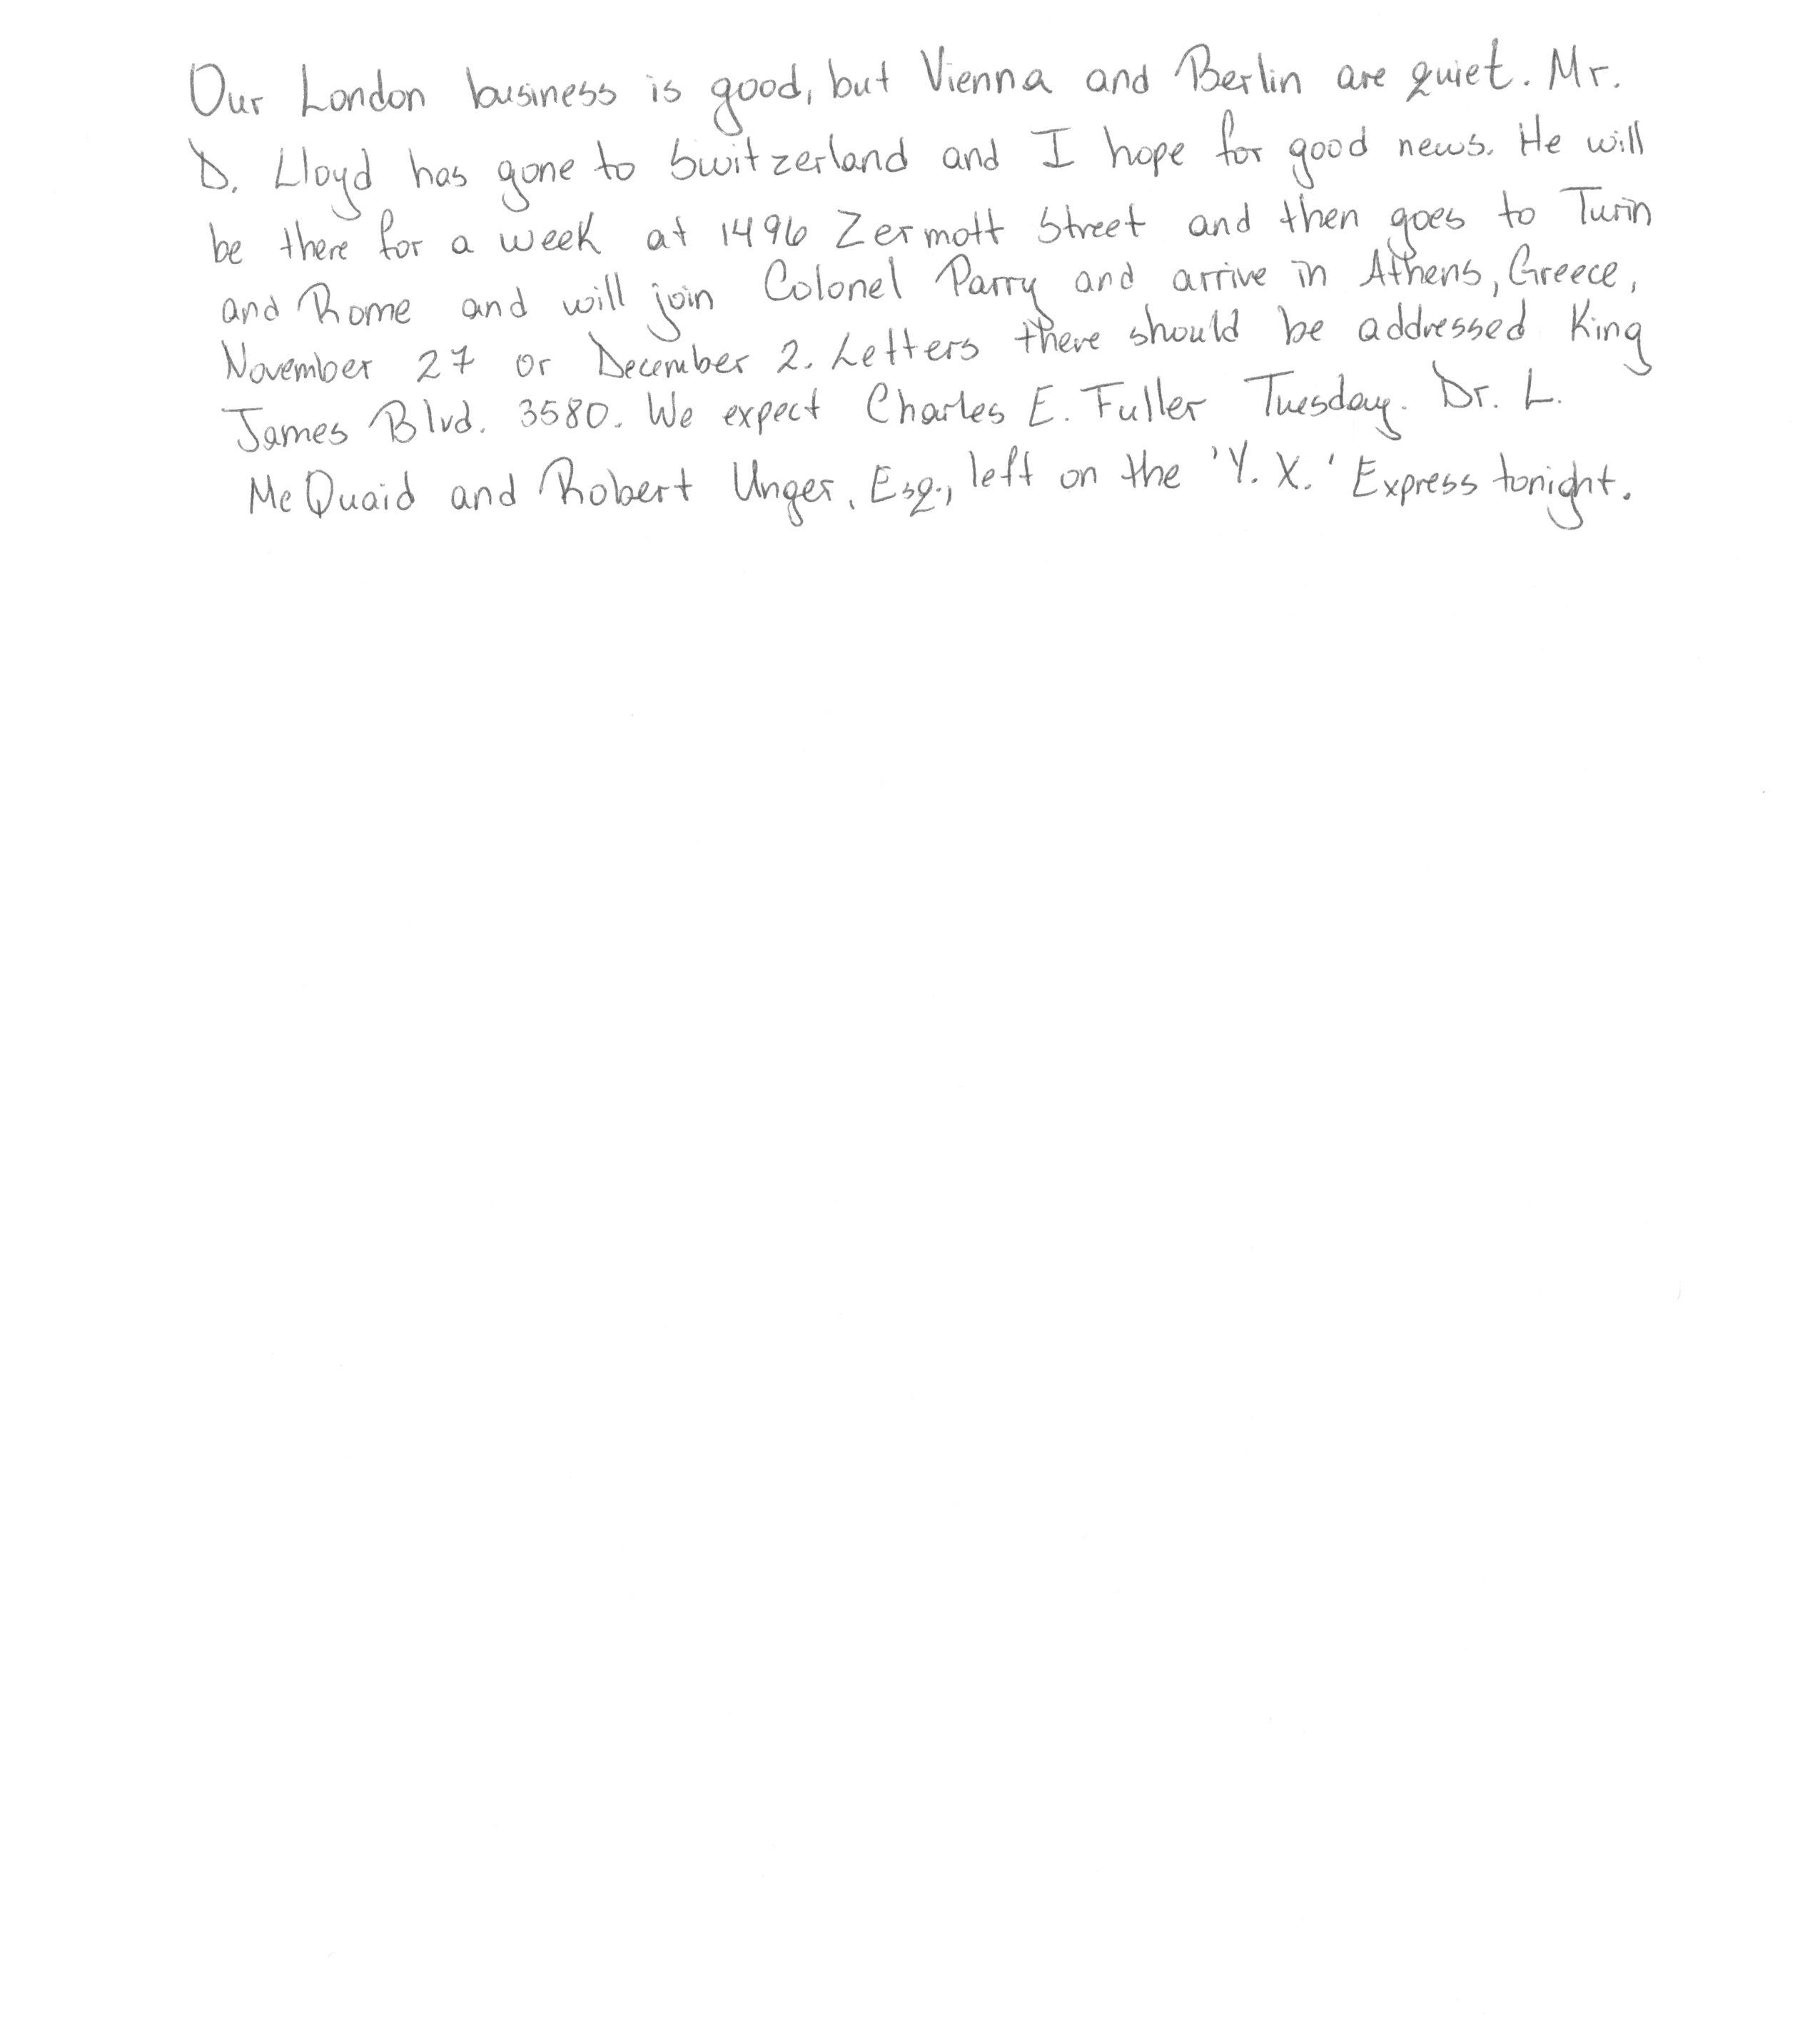 Our London business is good, but Vienna and Berlin are quiet. Mr.
D. Lloyd has gone to Switzerland and I hope for good news. He will
be there for a week at 1496 Zermott Street and then goes to Turin
and Rome and will join Colonel Parry and arrive in Athens, Greece,
November 27 or December 2. Letters there should be addressed King
James Blvd. 3580. We expect Charles E. Fuller Tuesday. Dr. L.
McQuaid and Robert Unger, Esq., left on the 'Y. X.' Express tonight.